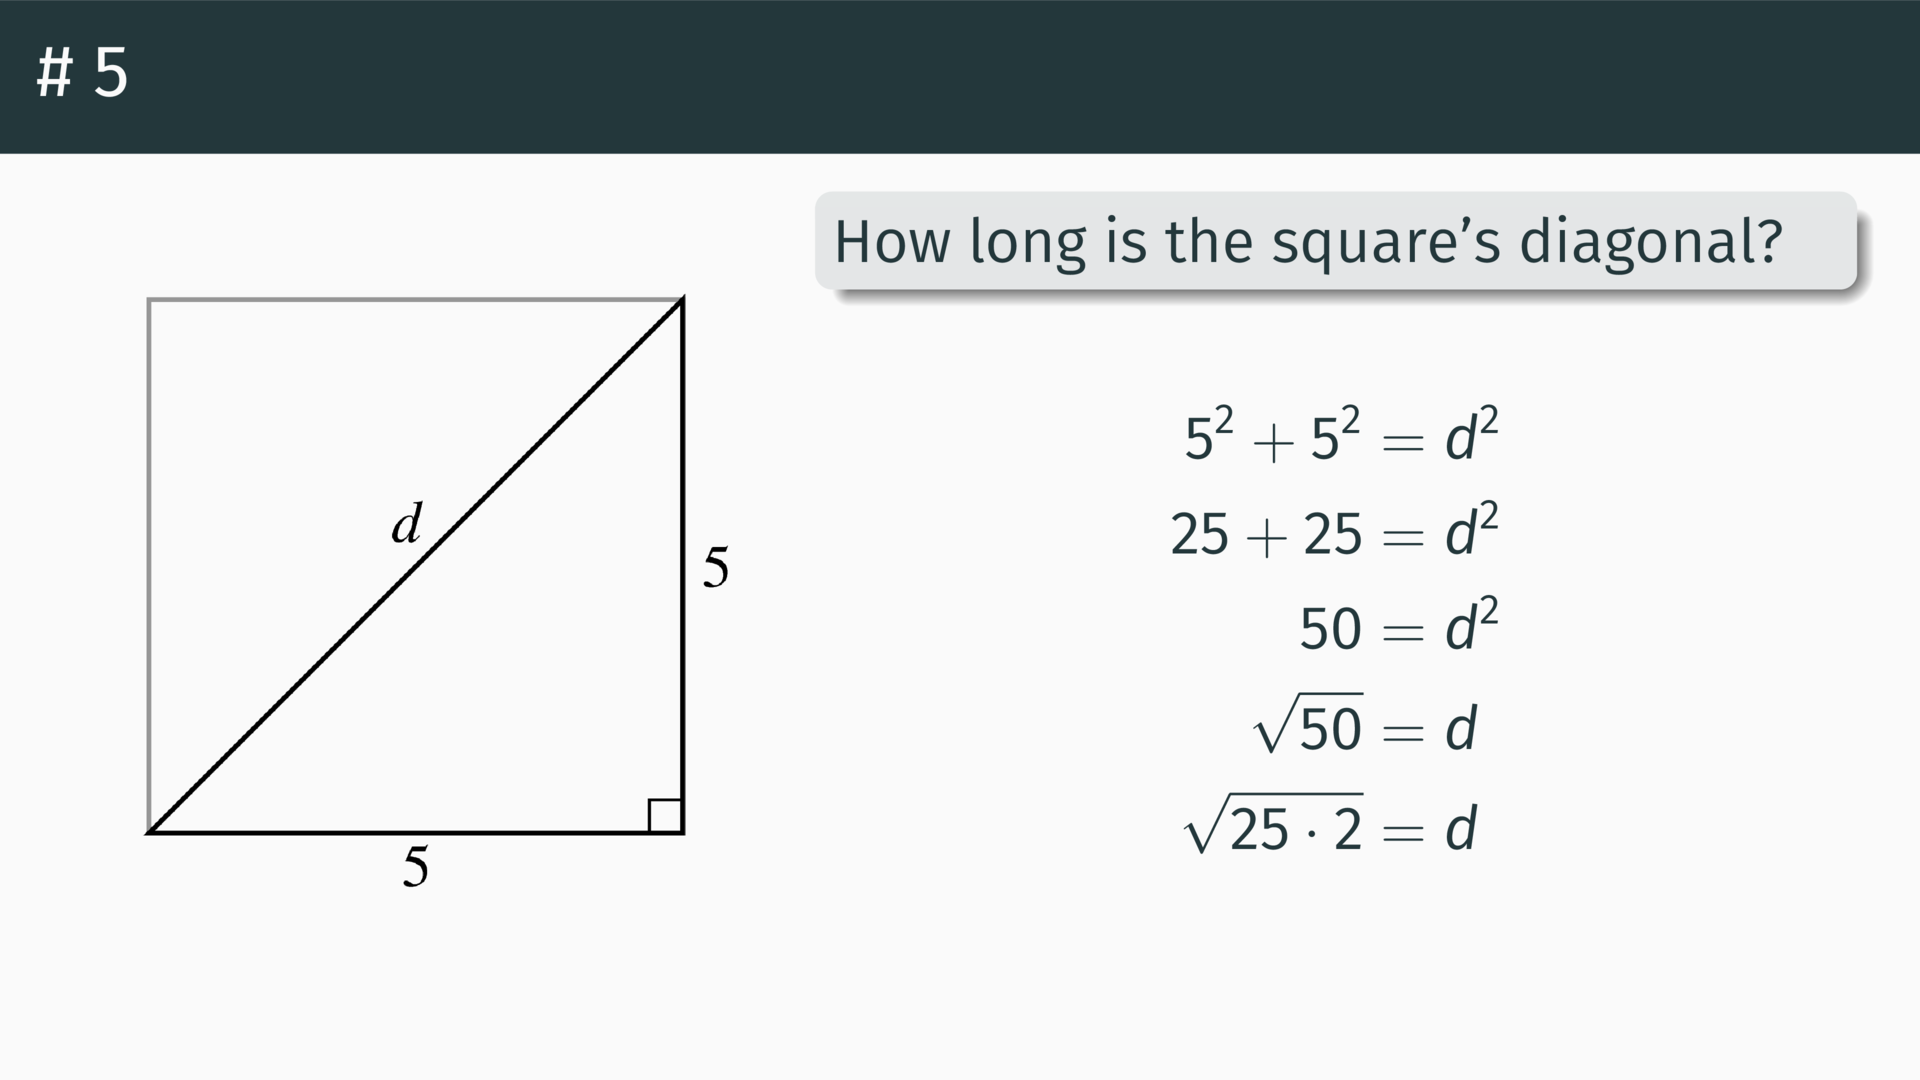 # 5
How long is the square’s diagonal?
5² + 5² = d²
25 + 25 = d²
50 = d²
√50 = d
√25 · 2 = d
d
5
5